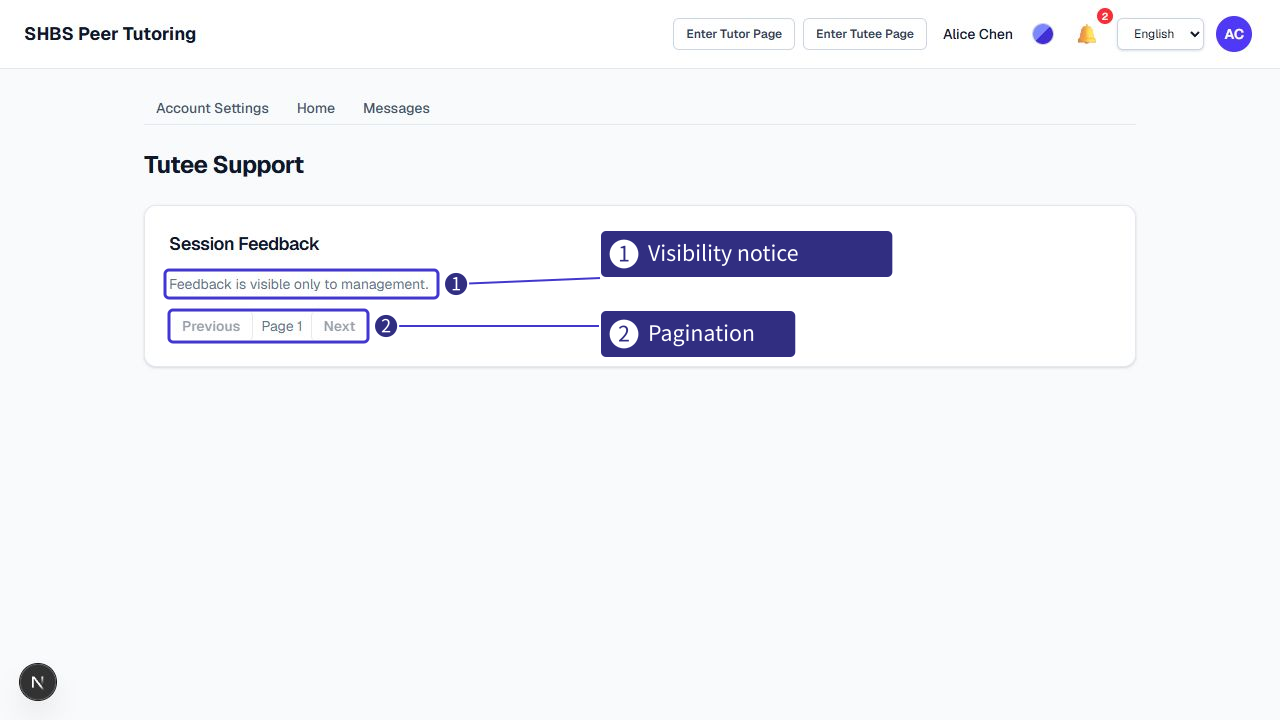 SHBS Peer Tutoring
Enter Tutor Page
Enter Tutee Page
Alice Chen
2
English
AC
Account Settings
Home
Messages
Tutee Support
Session Feedback
Feedback is visible only to management.
1
1 Visibility notice
Previous
Page 1
Next
2
2 Pagination
N